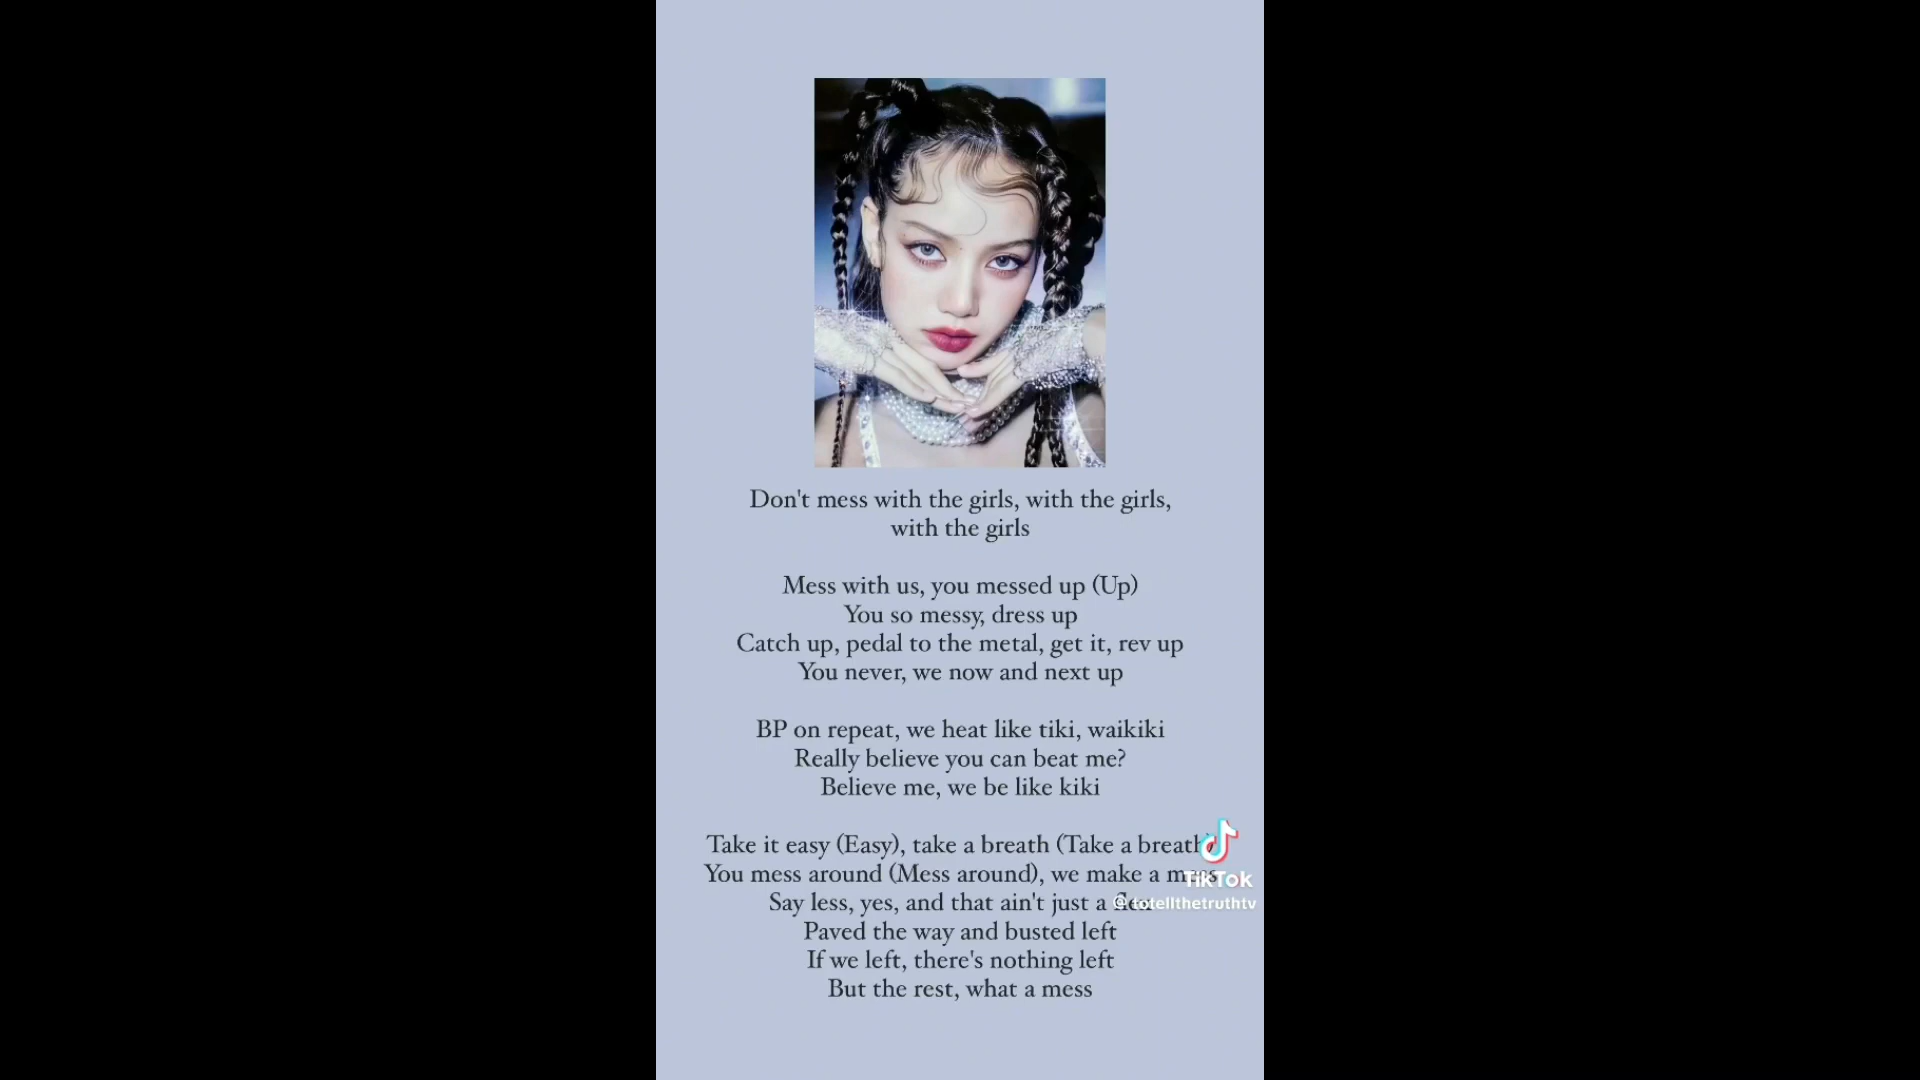 Don't mess with the girls, with the girls,
with the girls
Mess with us, you messed up (Up)
You so messy, dress up
Catch up, pedal to the metal, get it, rev up
You never, we now and next up
BP on repeat, we heat like tiki, waikiki
Really believe you can beat me?
Believe me, we be like kiki
Take it easy (Easy), take a breath (Take a breath)
You mess around (Mess around), we make a mess
Say less, yes, and that ain't just a flex
Paved the way and busted left
If we left, there's nothing left
But the rest, what a mess
TikTok
@totellthetruthtv